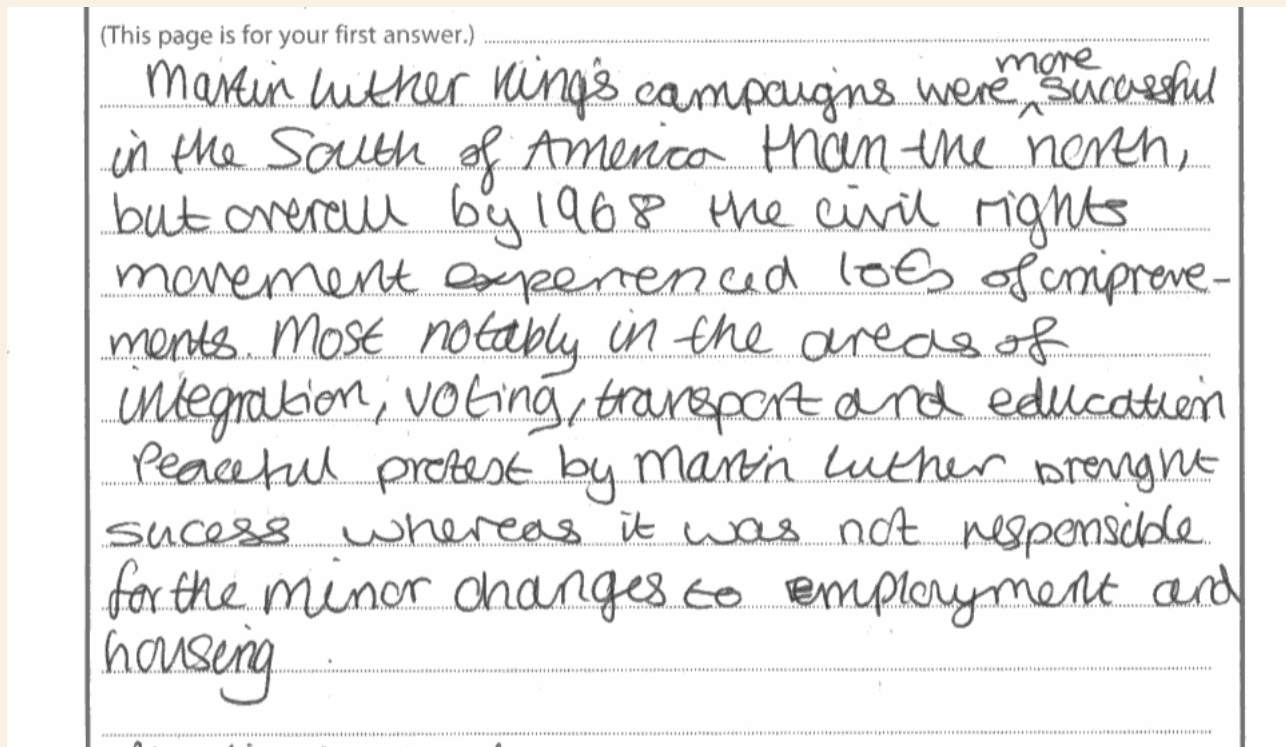 (This page is for your first answer.)
Martin luther King's campaigns were ^more sucessful
in the South of America than the north,
but overall by 1968 the civil rights
movement experienced lots of improve-
ments. Most notably in the areas of
integration, voting, transport and education
Peaceful protest by Martin luther brought
sucess whereas it was not responsible
for the minor changes to employment and
housing